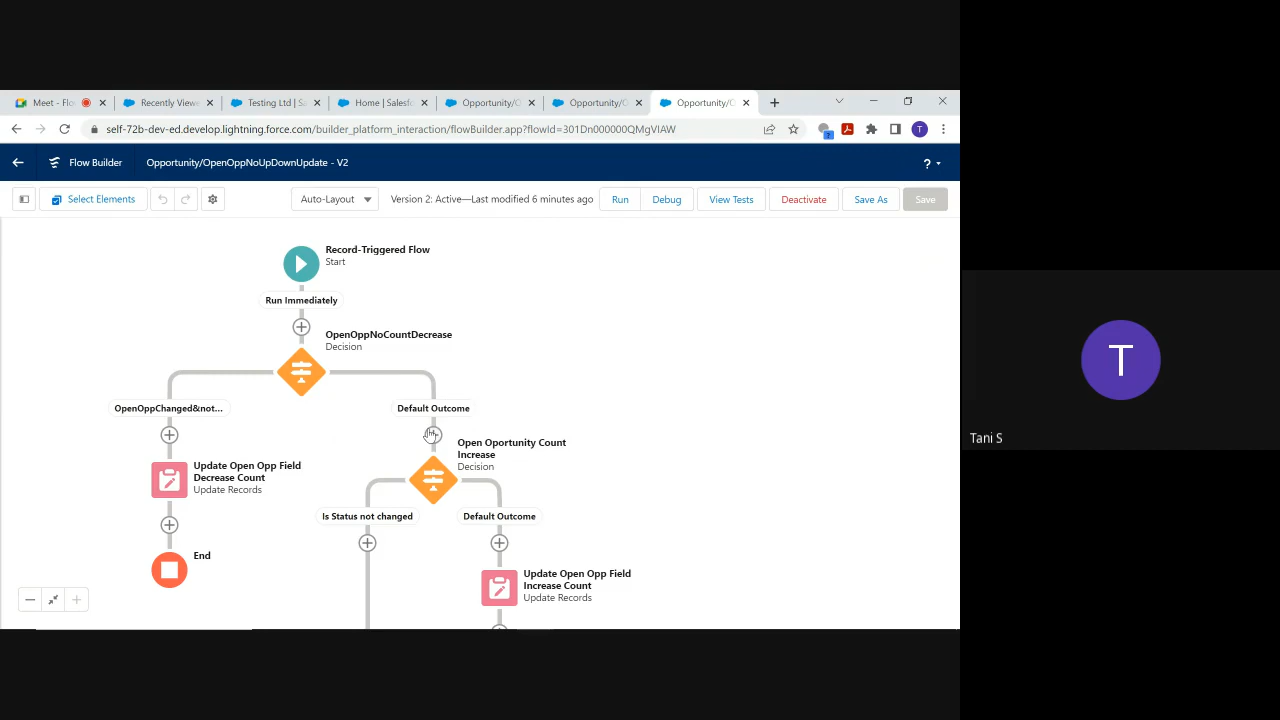 Meet - Flo
Recently Viewe
Testing Ltd | Sa
Home | Salesfo
Opportunity/O
Opportunity/O
Opportunity/O
self-72b-dev-ed.develop.lightning.force.com/builder_platform_interaction/flowBuilder.app?flowId=301Dn000000QMgVIAW
T
Flow Builder
Opportunity/OpenOppNoUpDownUpdate - V2
?
Select Elements
Auto-Layout
Version 2: Active—Last modified 6 minutes ago
Run
Debug
View Tests
Deactivate
Save As
Save
Record-Triggered Flow
Start
Run Immediately
OpenOppNoCountDecrease
Decision
OpenOppChanged&not...
Default Outcome
Open Oportunity Count
Increase
Decision
Update Open Opp Field
Decrease Count
Update Records
Is Status not changed
Default Outcome
End
Update Open Opp Field
Increase Count
Update Records
T
Tani S